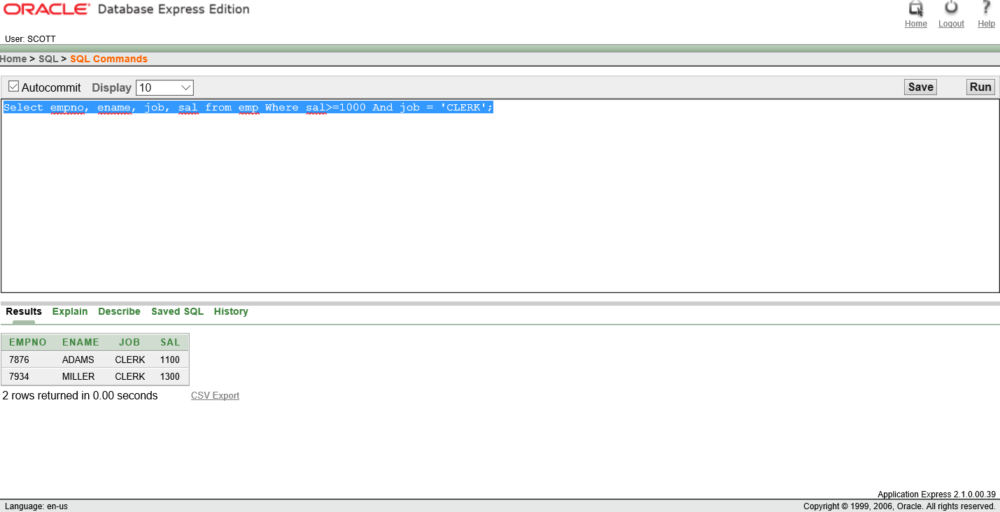 ORACLE Database Express Edition
Home Logout Help
User: SCOTT
Home > SQL > SQL Commands
Autocommit Display 10 Save Run
Select empno, ename, job, sal from emp Where sal>=1000 And job = 'CLERK';
Results Explain Describe Saved SQL History
EMPNO ENAME JOB SAL
7876 ADAMS CLERK 1100
7934 MILLER CLERK 1300
2 rows returned in 0.00 seconds CSV Export
Application Express 2.1.0.00.39
Language: en-us Copyright © 1999, 2006, Oracle. All rights reserved.